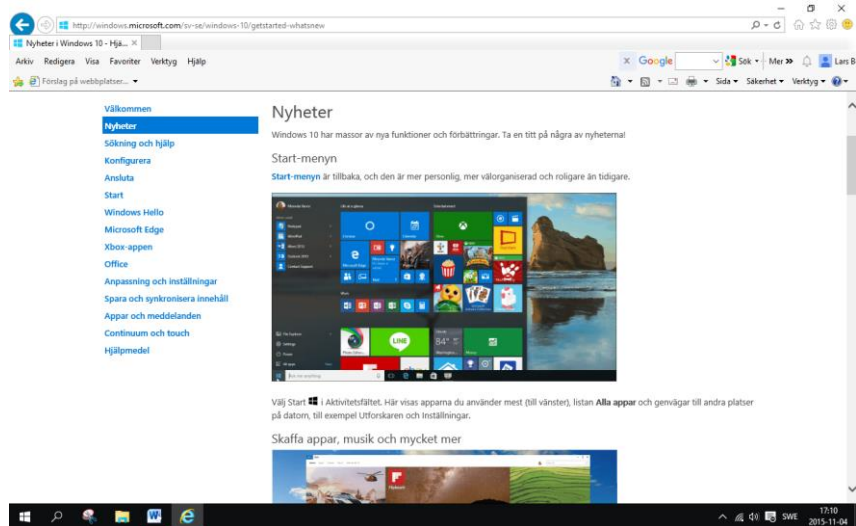 http://windows.microsoft.com/sv-se/windows-10/getstarted-whatsnew
Nyheter i Windows 10 - Hjä...
Arkiv Redigera Visa Favoriter Verktyg Hjälp
X Google Sök Mer » Lars B
Förslag på webbplatser...
Sida Säkerhet Verktyg
Välkommen
Nyheter
Sökning och hjälp
Konfigurera
Ansluta
Start
Windows Hello
Microsoft Edge
Xbox-appen
Office
Anpassning och inställningar
Spara och synkronisera innehåll
Appar och meddelanden
Continuum och touch
Hjälpmedel
Nyheter
Windows 10 har massor av nya funktioner och förbättringar. Ta en titt på några av nyheterna!
Start-menyn
Start-menyn är tillbaka, och den är mer personlig, mer välorganiserad och roligare än tidigare.
LINE
84°
Välj Start i Aktivitetsfältet. Här visas apparna du använder mest (till vänster), listan Alla appar och genvägar till andra platser
på datorn, till exempel Utforskaren och Inställningar.
Skaffa appar, musik och mycket mer
SWE
17:10
2015-11-04